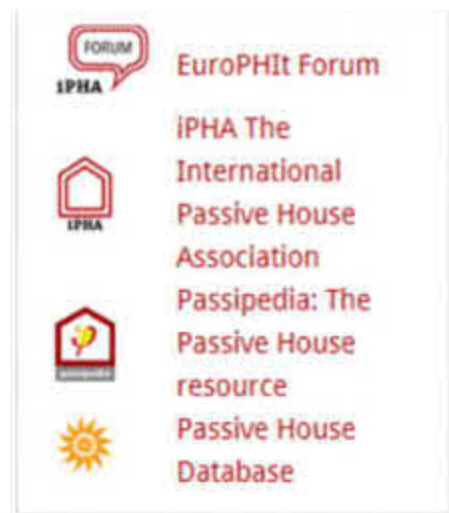 FORUM
iPHA
EuroPHIt Forum
iPHA
iPHA The
International
Passive House
Association
Passipedia: The
Passive House
resource
Passive House
Database